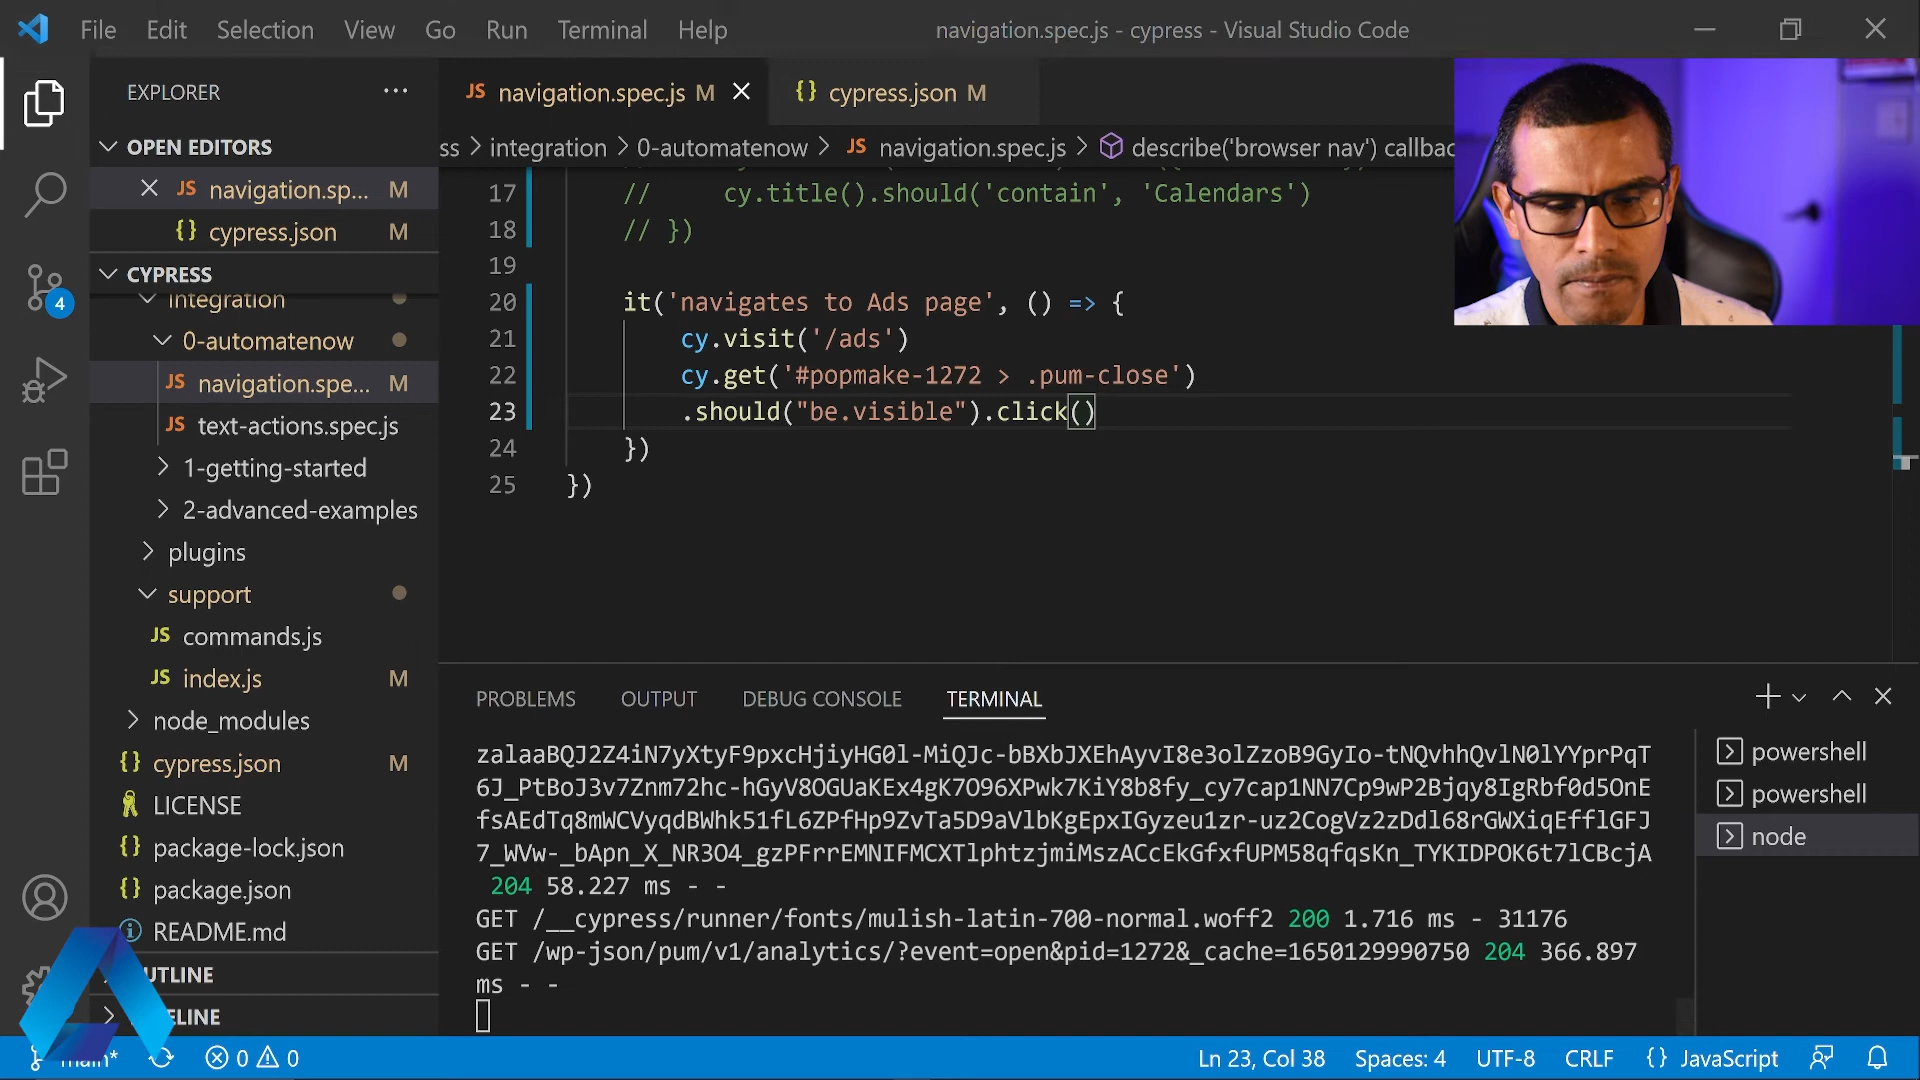 File Edit Selection View Go Run Terminal Help
navigation.spec.js - cypress - Visual Studio Code
EXPLORER
OPEN EDITORS
JS navigation.sp... M
{} cypress.json M
CYPRESS
integration
0-automatenow
JS navigation.spe... M
JS text-actions.spec.js
1-getting-started
2-advanced-examples
plugins
support
JS commands.js
JS index.js M
node_modules
{} cypress.json M
LICENSE
{} package-lock.json
{} package.json
README.md
UTLINE
ELINE
4
JS navigation.spec.js M
{} cypress.json M
ss > integration > 0-automatenow > JS navigation.spec.js > describe('browser nav') callbac
17 // cy.title().should('contain', 'Calendars')
18 // })
19
20 it('navigates to Ads page', () => {
21 cy.visit('/ads')
22 cy.get('#popmake-1272 > .pum-close')
23 .should("be.visible").click()
24 })
25 })
PROBLEMS OUTPUT DEBUG CONSOLE TERMINAL
zalaaBQJ2Z4iN7yXtyF9pxcHjiyHG0l-MiQJc-bBXbJXEhAyvI8e3olZzoB9GyIo-tNQvhhQvlN0lYYprPqT
6J_PtBoJ3v7Znm72hc-hGyV8OGUaKEx4gK7O96XPwk7KiY8b8fy_cy7cap1NN7Cp9wP2Bjqy8IgRbf0d5OnE
fsAEdTq8mWCVyqdBWhk51fL6ZPfHp9ZvTa5D9aVlbKgEpxIGyzeu1zr-uz2CogVz2zDdl68rGWXiqEfflGFJ
7_WVw-_bApn_X_NR3O4_gzPFrrEMNIFMCXTlphtzjmiMszACcEkGfxfUPM58qfqsKn_TYKIDPOK6t7lCBcjA
204 58.227 ms - -
GET /__cypress/runner/fonts/mulish-latin-700-normal.woff2 200 1.716 ms - 31176
GET /wp-json/pum/v1/analytics/?event=open&pid=1272&_cache=1650129990750 204 366.897
ms - -
powershell
powershell
node
main*
0 0
Ln 23, Col 38 Spaces: 4 UTF-8 CRLF {} JavaScript